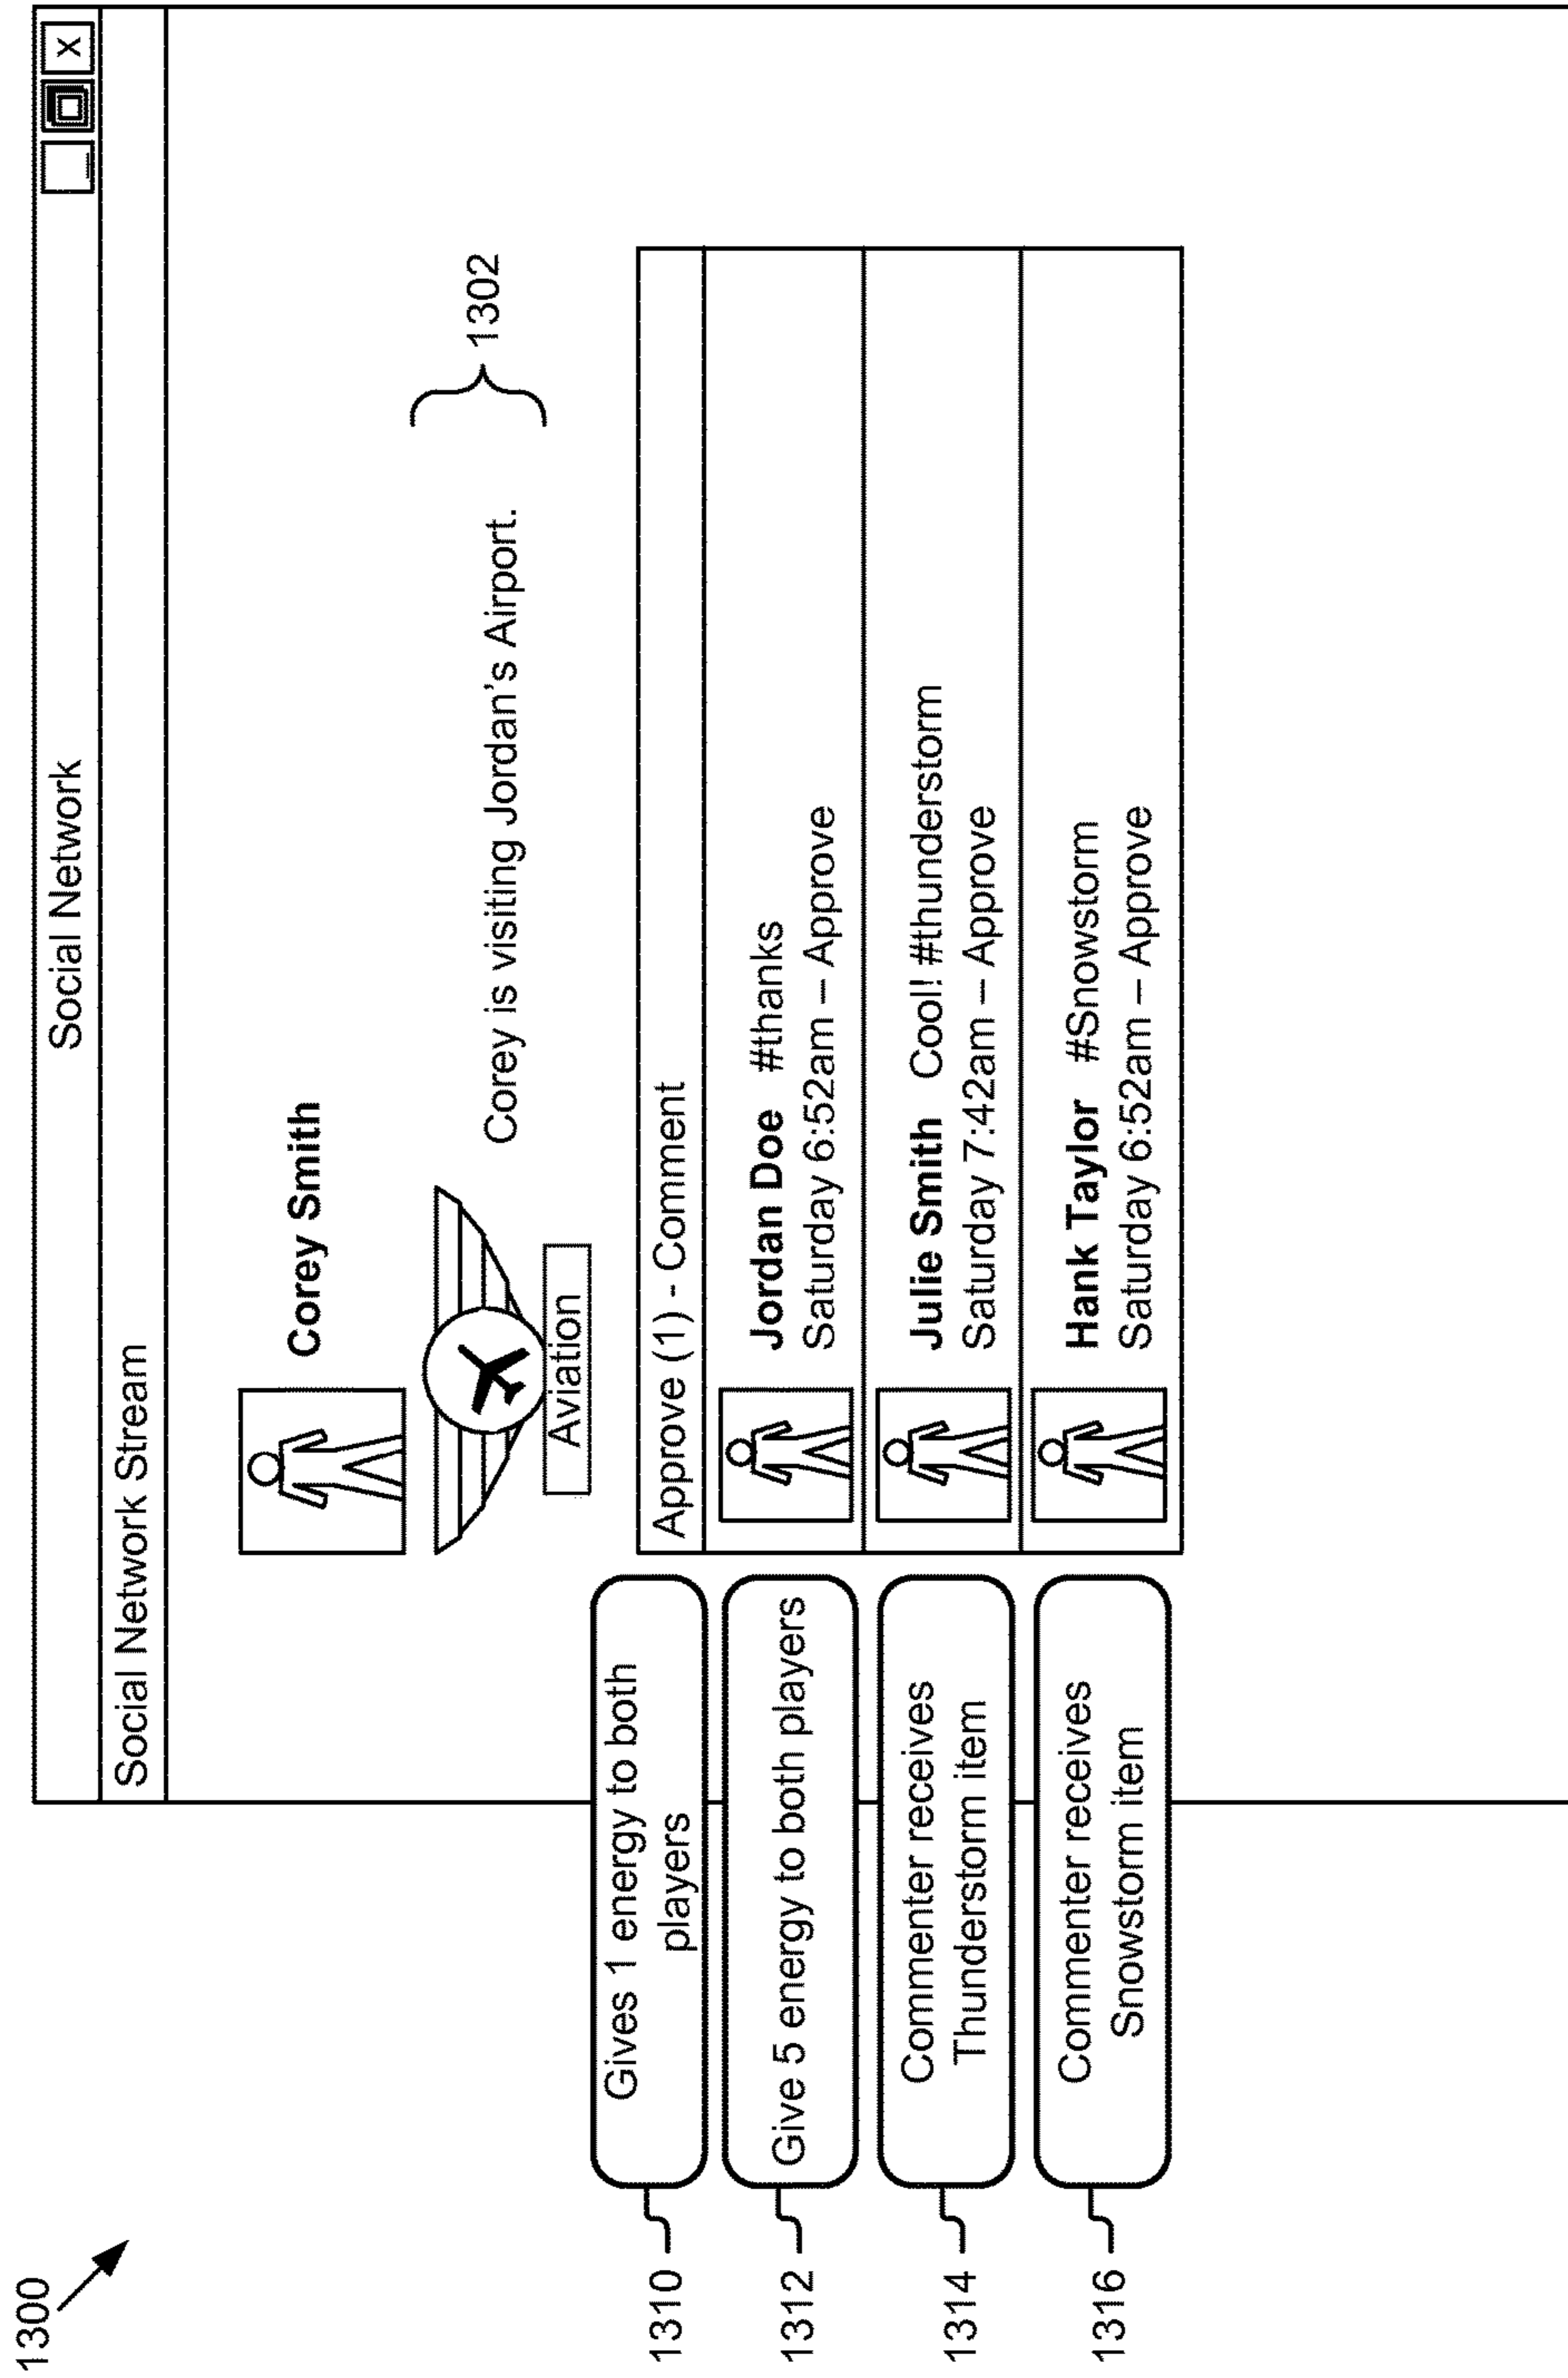 1300
Social Network
X
Social Network Stream
Corey Smith
Corey is visiting Jordan's Airport.
1302
Aviation
1310
Gives 1 energy to both
players
Approve (1) - Comment
1312
Give 5 energy to both players
Jordan Doe #thanks
Saturday 6:52am – Approve
1314
Commenter receives
Thunderstorm item
Julie Smith Cool! #thunderstorm
Saturday 7:42am – Approve
1316
Commenter receives
Snowstorm item
Hank Taylor #Snowstorm
Saturday 6:52am – Approve